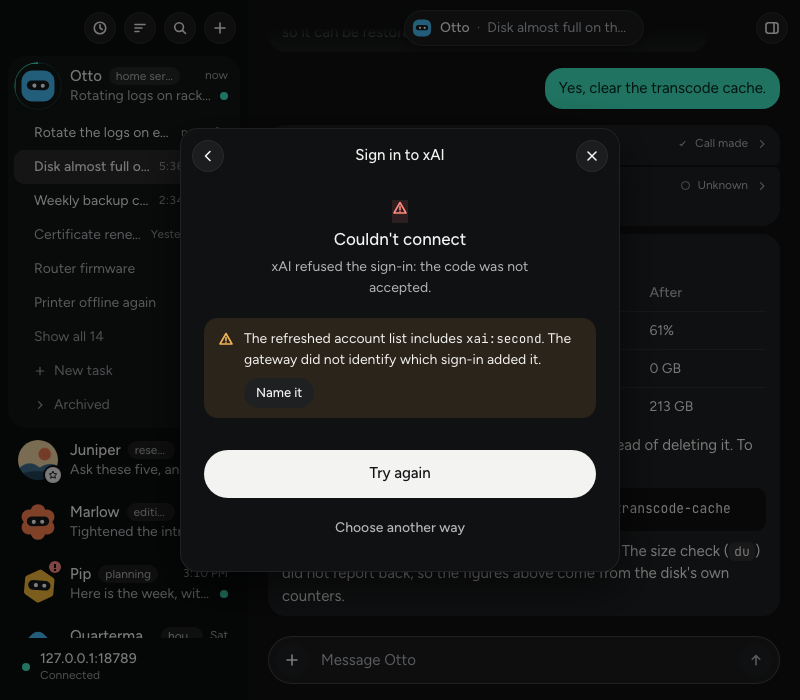 so it can be restore
Otto · Disk almost full on th...
Otto home ser... now
Rotating logs on rack...
Yes, clear the transcode cache.
Rotate the logs on e...
Disk almost full o... 5:36
Weekly backup c... 2:34
Certificate rene... Yeste
Router firmware
Printer offline again
Show all 14
New task
Archived
Juniper rese...
Ask these five, an
Marlow editi...
Tightened the intr
Pip planning 3:10 PM
Here is the week, wit...
Quarterma hou... Sat
127.0.0.1:18789
Connected
Sign in to xAI
Couldn't connect
xAI refused the sign-in: the code was not
accepted.
The refreshed account list includes xai:second. The
gateway did not identify which sign-in added it.
Name it
Try again
Choose another way
Call made
Unknown
After
61%
0 GB
213 GB
ead of deleting it. To
transcode-cache
The size check (du)
did not report back, so the figures above come from the disk's own
counters.
Message Otto